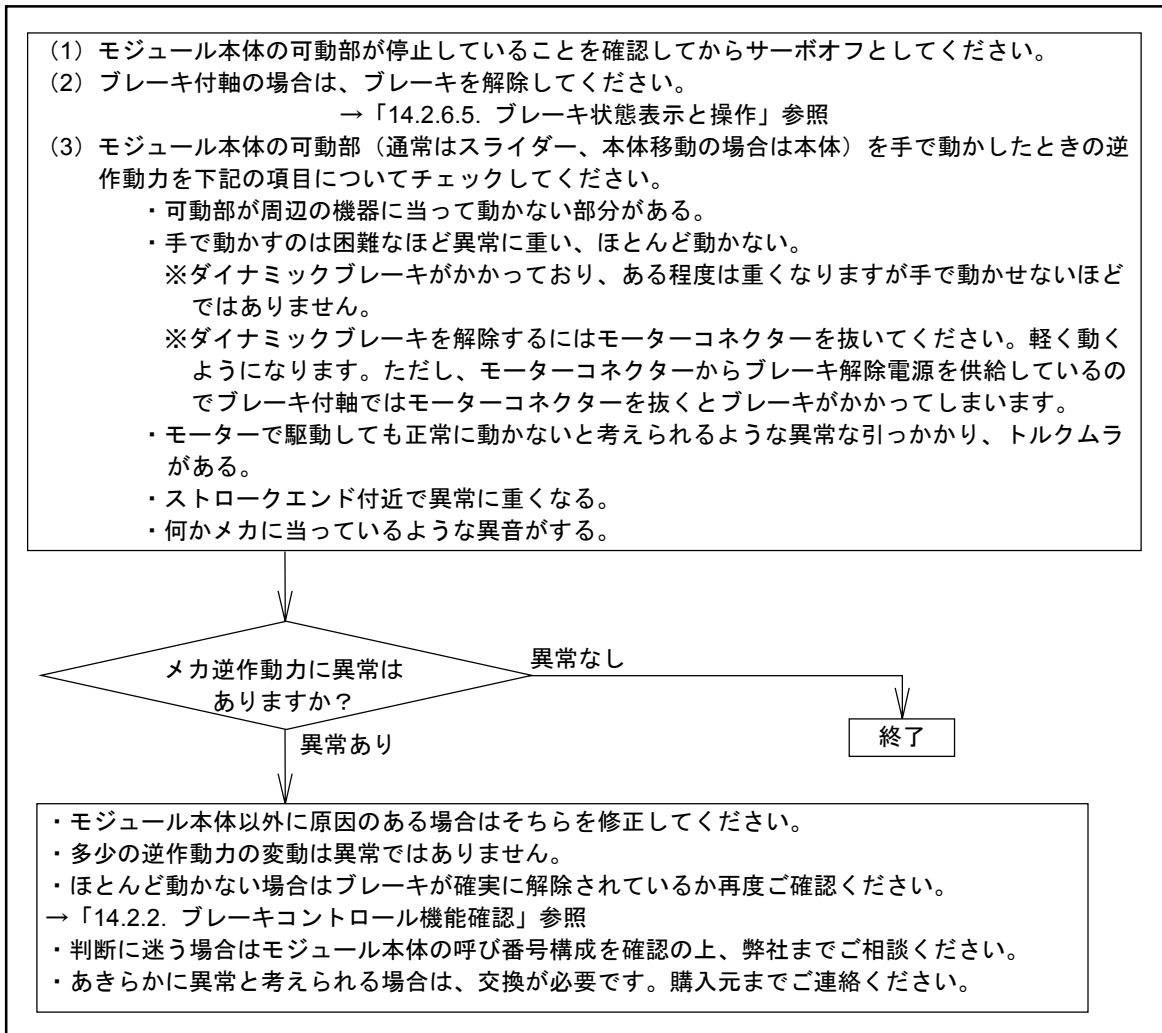 （1）モジュール本体の可動部が停止していることを確認してからサーボオフとしてください。
（2）ブレーキ付軸の場合は、ブレーキを解除してください。
→「14.2.6.5. ブレーキ状態表示と操作」参照
（3）モジュール本体の可動部（通常はスライダー、本体移動の場合は本体）を手で動かしたときの逆
作動力を下記の項目についてチェックしてください。
・可動部が周辺の機器に当って動かない部分がある。
・手で動かすのは困難なほど異常に重い、ほとんど動かない。
※ダイナミックブレーキがかかっており、ある程度は重くなりますが手で動かせないほど
ではありません。
※ダイナミックブレーキを解除するにはモーターコネクターを抜いてください。軽く動く
ようになります。ただし、モーターコネクターからブレーキ解除電源を供給しているの
でブレーキ付軸ではモーターコネクターを抜くとブレーキがかかってしまいます。
・モーターで駆動しても正常に動かないと考えられるような異常な引っかかり、トルクムラ
がある。
・ストロークエンド付近で異常に重くなる。
・何かメカに当っているような異音がする。
メカ逆作動力に異常は
ありますか？
異常なし
終了
異常あり
・モジュール本体以外に原因のある場合はそちらを修正してください。
・多少の逆作動力の変動は異常ではありません。
・ほとんど動かない場合はブレーキが確実に解除されているか再度ご確認ください。
→「14.2.2. ブレーキコントロール機能確認」参照
・判断に迷う場合はモジュール本体の呼び番号構成を確認の上、弊社までご相談ください。
・あきらかに異常と考えられる場合は、交換が必要です。購入元までご連絡ください。